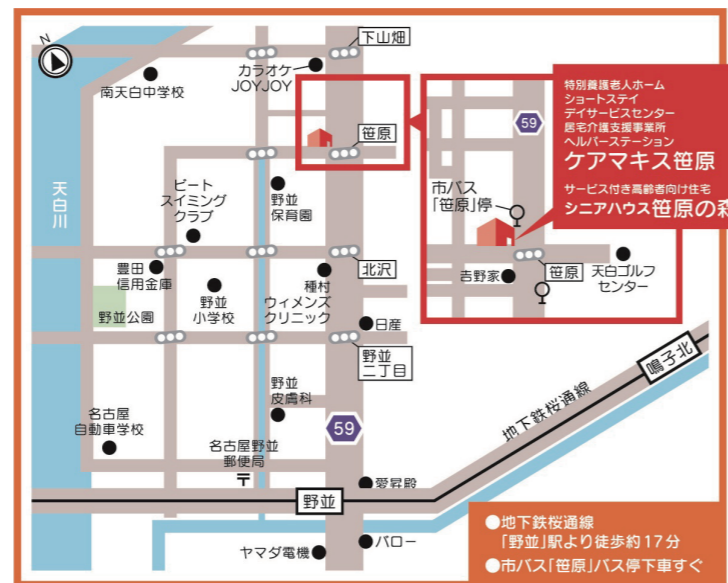 N
下山畑
カラオケ
JOYJOY
南天白中学校
笹原
天白川
ビート
スイミング
クラブ
野並
保育園
北沢
豊田
信用金庫
野並
小学校
種村
ウィメンズ
クリニック
野並公園
日産
野並
二丁目
野並
皮膚科
59
名古屋
自動車学校
名古屋野並
郵便局
〒
愛昇殿
野並
地下鉄桜通線
鳴子北
ヤマダ電機
バロー
59
市バス
「笹原」停
吉野家
笹原
天白ゴルフ
センター
特別養護老人ホーム
ショートステイ
デイサービスセンター
居宅介護支援事業所
ヘルパーステーション
ケアマキス笹原
サービス付き高齢者向け住宅
シニアハウス笹原の森
●地下鉄桜通線
「野並」駅より徒歩約17分
●市バス「笹原」バス停下車すぐ